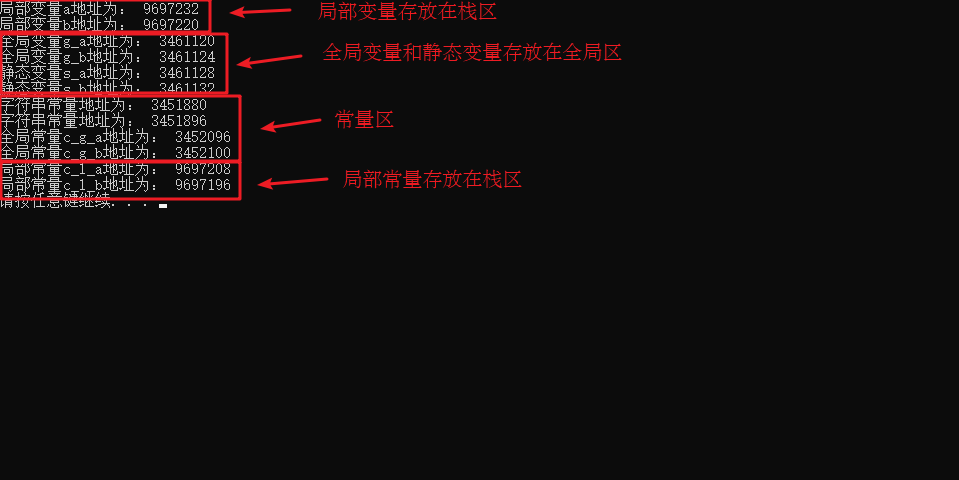 局部变量a地址为： 9697232
局部变量b地址为： 9697220
局部变量存放在栈区
全局变量g_a地址为： 3461120
全局变量g_b地址为： 3461124
静态变量s_a地址为： 3461128
静态变量s_b地址为： 3461132
全局变量和静态变量存放在全局区
字符串常量地址为： 3451880
字符串常量地址为： 3451896
全局常量c_g_a地址为： 3452096
全局常量c_g_b地址为： 3452100
常量区
局部常量c_l_a地址为： 9697208
局部常量c_l_b地址为： 9697196
局部常量存放在栈区
请按任意键继续. . .